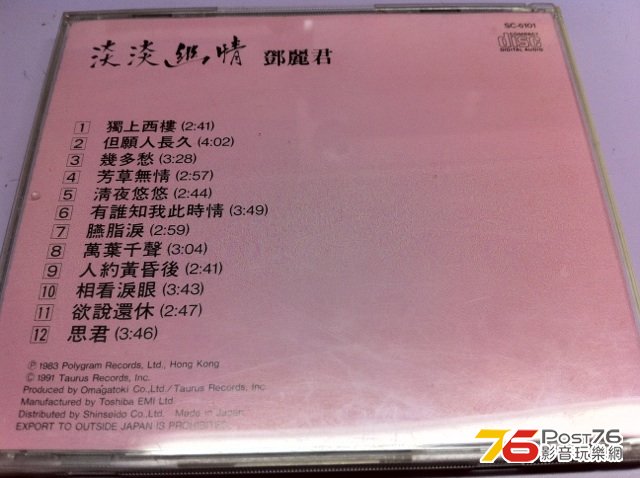 SC-6101
COMPACT
disc
DIGITAL AUDIO
淡淡幽情 鄧麗君
1 獨上西樓 (2:41)
2 但願人長久 (4:02)
3 幾多愁 (3:28)
4 芳草無情 (2:57)
5 清夜悠悠 (2:44)
6 有誰知我此時情 (3:49)
7 臙脂淚 (2:59)
8 萬葉千聲 (3:04)
9 人約黃昏後 (2:41)
10 相看淚眼 (3:43)
11 欲說還休 (2:47)
12 思君 (3:46)
Ⓟ 1983 Polygram Records, Ltd., Hong Kong
© 1991 Taurus Records, Inc.
Produced by Omagatoki Co., Ltd./Taurus Records, Inc.
Manufactured by Toshiba EMI Ltd.
Distributed by Shinseido Co., Ltd. Made in Japan.
EXPORT TO OUTSIDE JAPAN IS PROHIBITED.
76 Post76
影音玩樂網